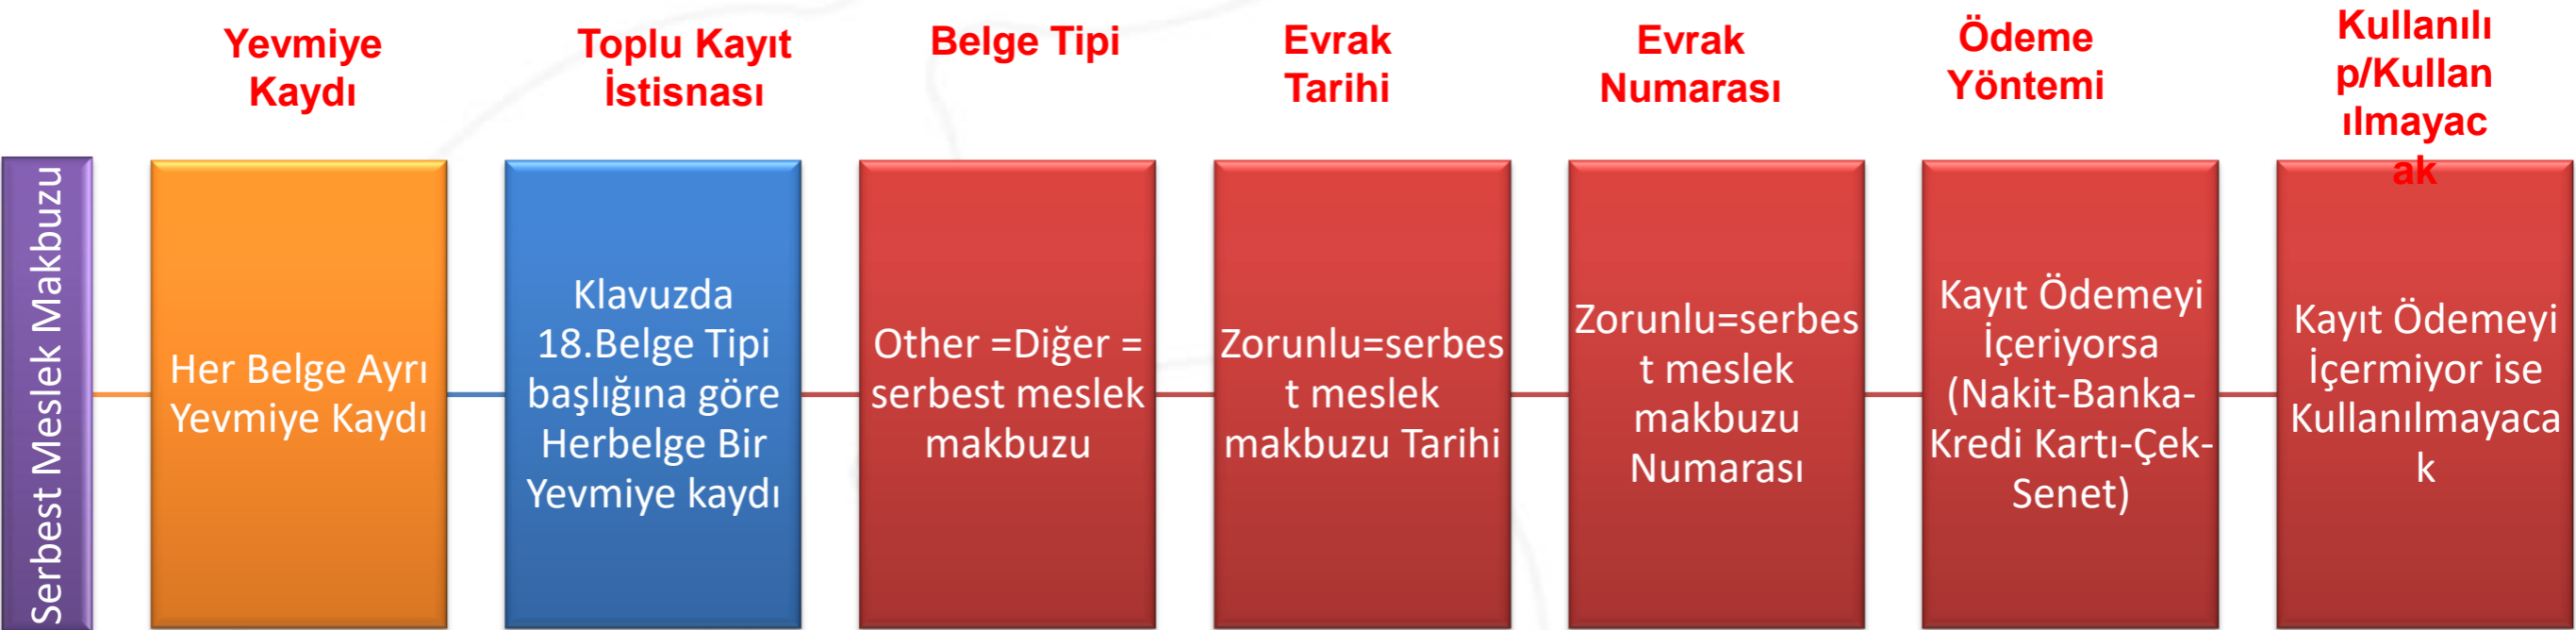 Yevmiye
Kaydı
Toplu Kayıt
İstisnası
Belge Tipi
Evrak
Tarihi
Evrak
Numarası
Ödeme
Yöntemi
Kullanılı
p/Kullan
ılmayac
ak
Serbest Meslek Makbuzu
Her Belge Ayrı
Yevmiye Kaydı
Klavuzda
18.Belge Tipi
başlığına göre
Herbelge Bir
Yevmiye kaydı
Other =Diğer =
serbest meslek
makbuzu
Zorunlu=serbes
t meslek
makbuzu Tarihi
Zorunlu=serbes
t meslek
makbuzu
Numarası
Kayıt Ödemeyi
İçeriyorsa
(Nakit-Banka-
Kredi Kartı-Çek-
Senet)
Kayıt Ödemeyi
İçermiyor ise
Kullanılmayaca
k